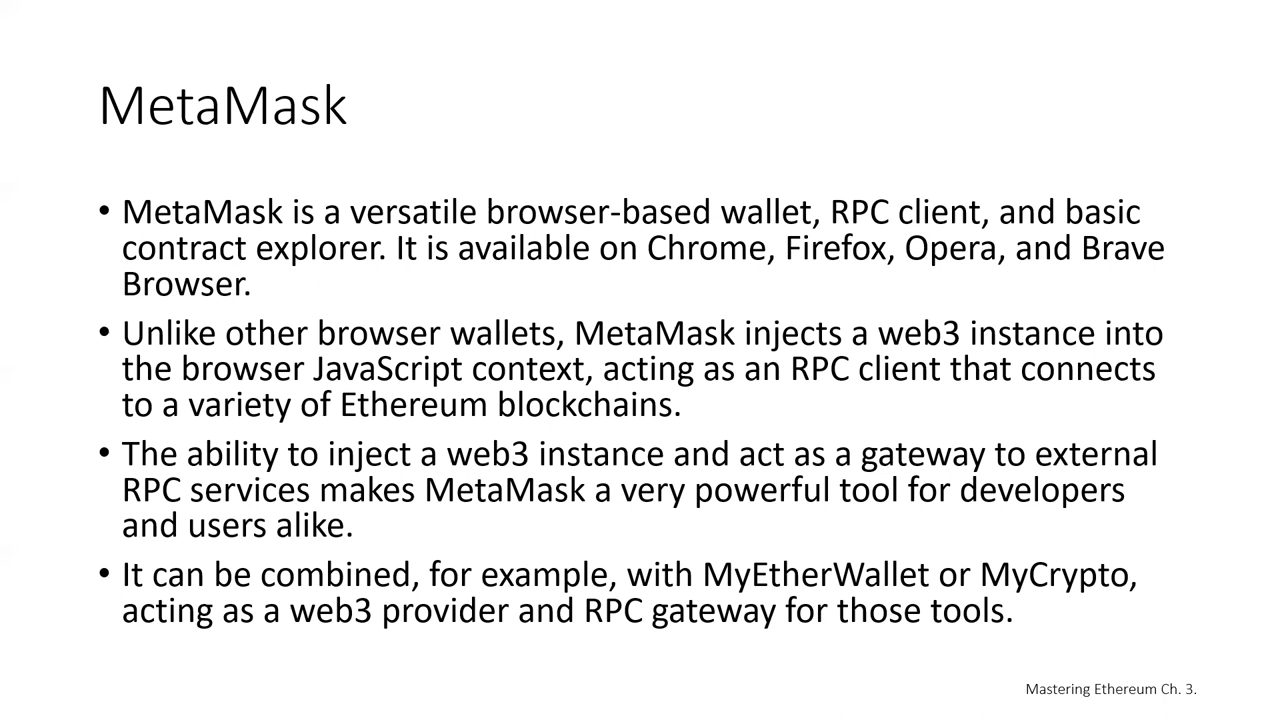 MetaMask
• MetaMask is a versatile browser-based wallet, RPC client, and basic
contract explorer. It is available on Chrome, Firefox, Opera, and Brave
Browser.
• Unlike other browser wallets, MetaMask injects a web3 instance into
the browser JavaScript context, acting as an RPC client that connects
to a variety of Ethereum blockchains.
• The ability to inject a web3 instance and act as a gateway to external
RPC services makes MetaMask a very powerful tool for developers
and users alike.
• It can be combined, for example, with MyEtherWallet or MyCrypto,
acting as a web3 provider and RPC gateway for those tools.
Mastering Ethereum Ch. 3.